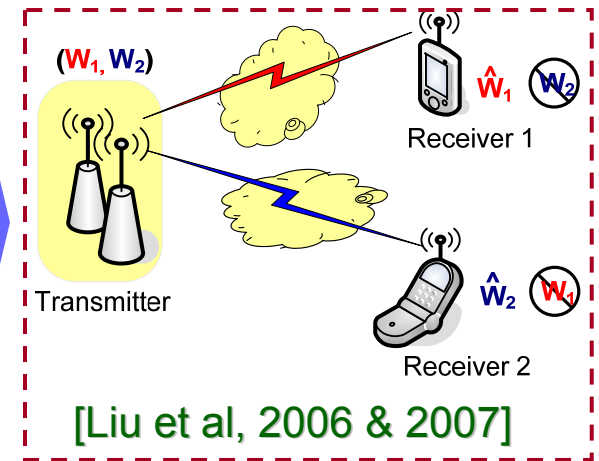 (W₁, W₂)
Ŵ₁ W₂
Receiver 1
Transmitter
Ŵ₂ W₁
Receiver 2
[Liu et al, 2006 & 2007]